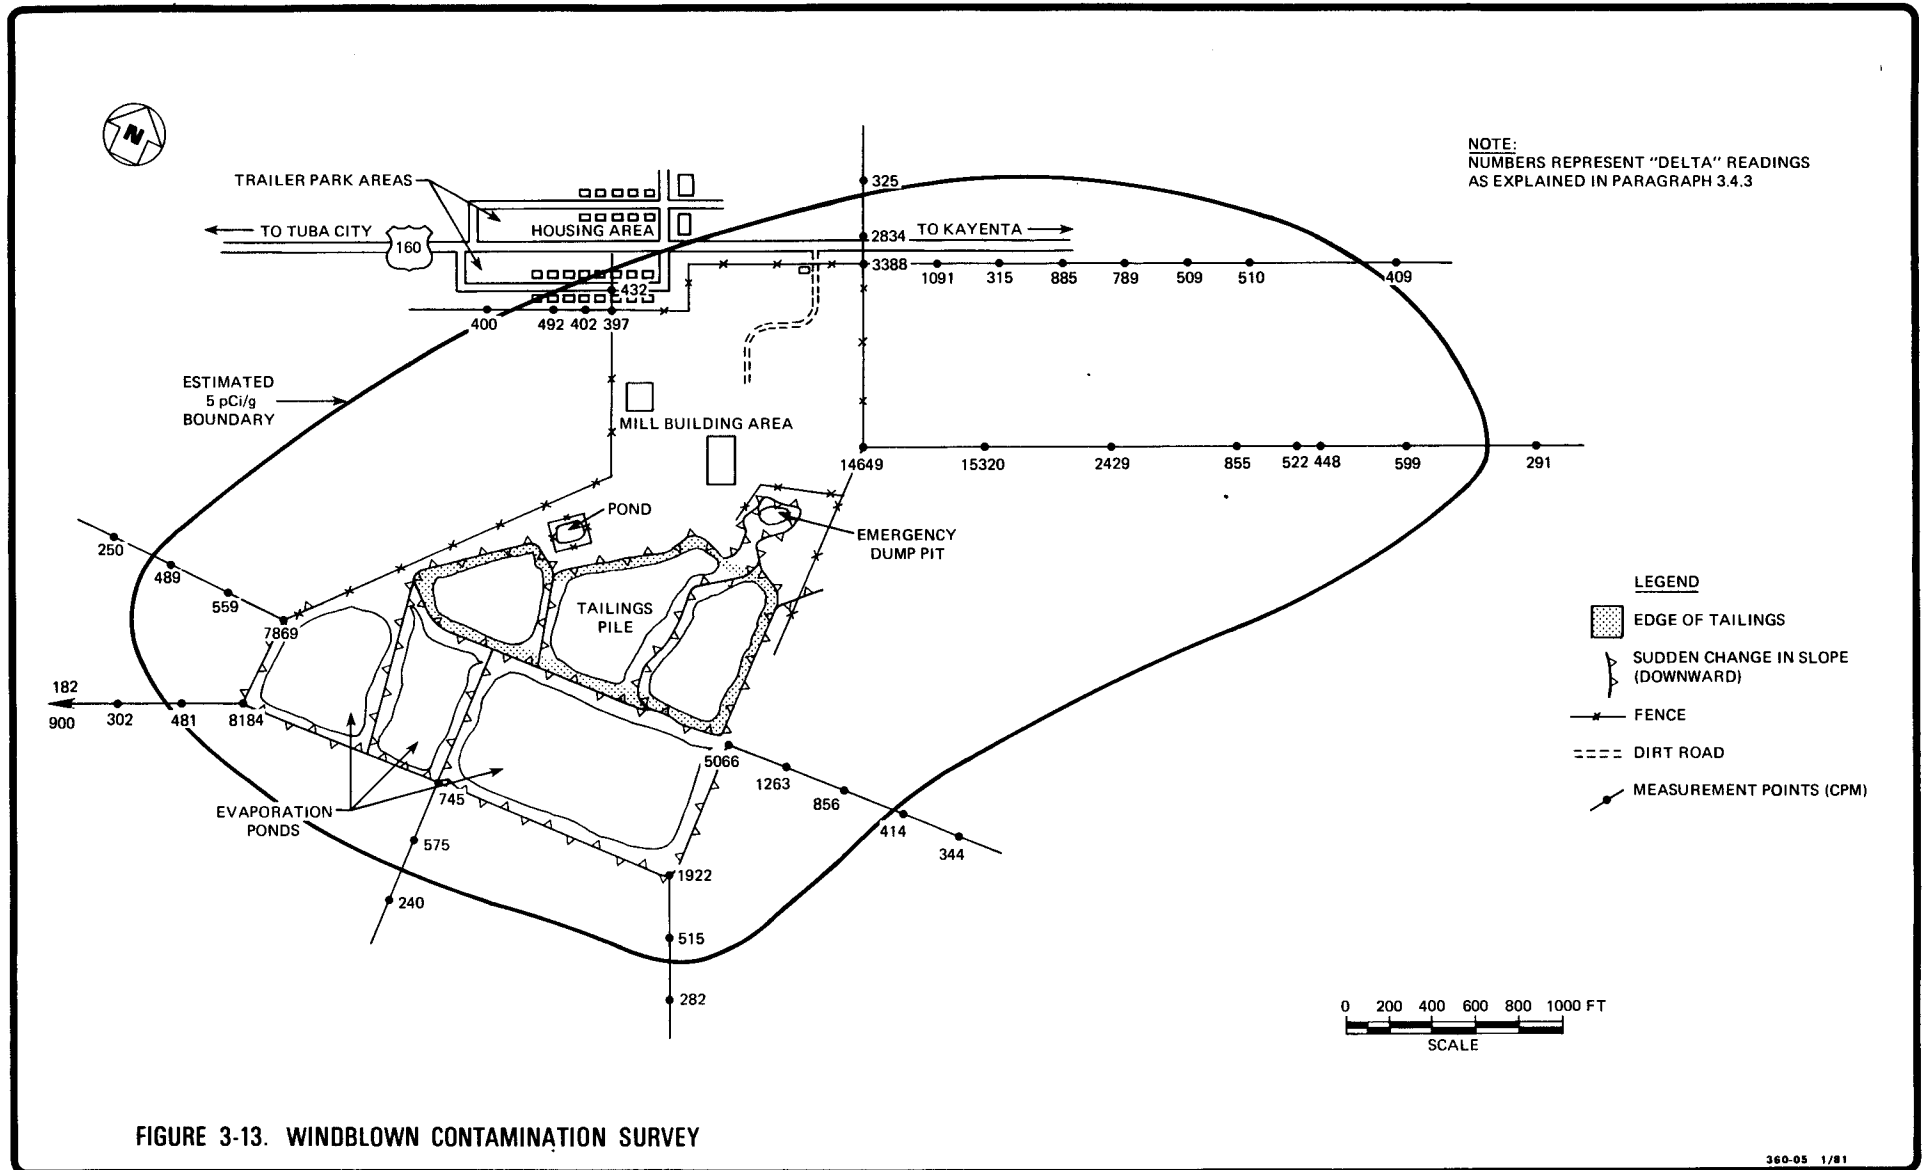 N
NOTE:
NUMBERS REPRESENT "DELTA" READINGS
AS EXPLAINED IN PARAGRAPH 3.4.3
TRAILER PARK AREAS
325
TO TUBA CITY
160
HOUSING AREA
2834
TO KAYENTA
3388
1091
315
885
789
509
510
409
432
400
492
402
397
ESTIMATED
5 pCi/g
BOUNDARY
MILL BUILDING AREA
14649
15320
2429
855
522
448
599
291
POND
EMERGENCY
DUMP PIT
250
489
559
7869
TAILINGS
PILE
LEGEND
EDGE OF TAILINGS
SUDDEN CHANGE IN SLOPE
(DOWNWARD)
FENCE
DIRT ROAD
MEASUREMENT POINTS (CPM)
182
900
302
481
8184
5066
1263
856
414
344
745
EVAPORATION
PONDS
575
240
1922
515
282
0 200 400 600 800 1000 FT
SCALE
FIGURE 3-13. WINDBLOWN CONTAMINATION SURVEY
360-05 1/81